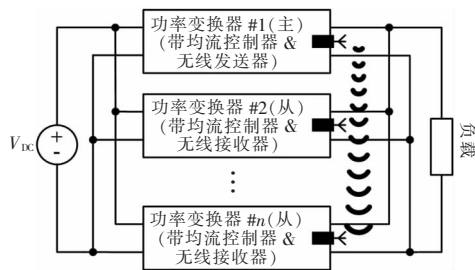 功率变换器 #1(主)
(带均流控制器 &
无线发送器)
功率变换器 #2(从)
(带均流控制器 &
无线接收器)
V_DC
+
-
负载
⋮
功率变换器 #n(从)
(带均流控制器 &
无线接收器)